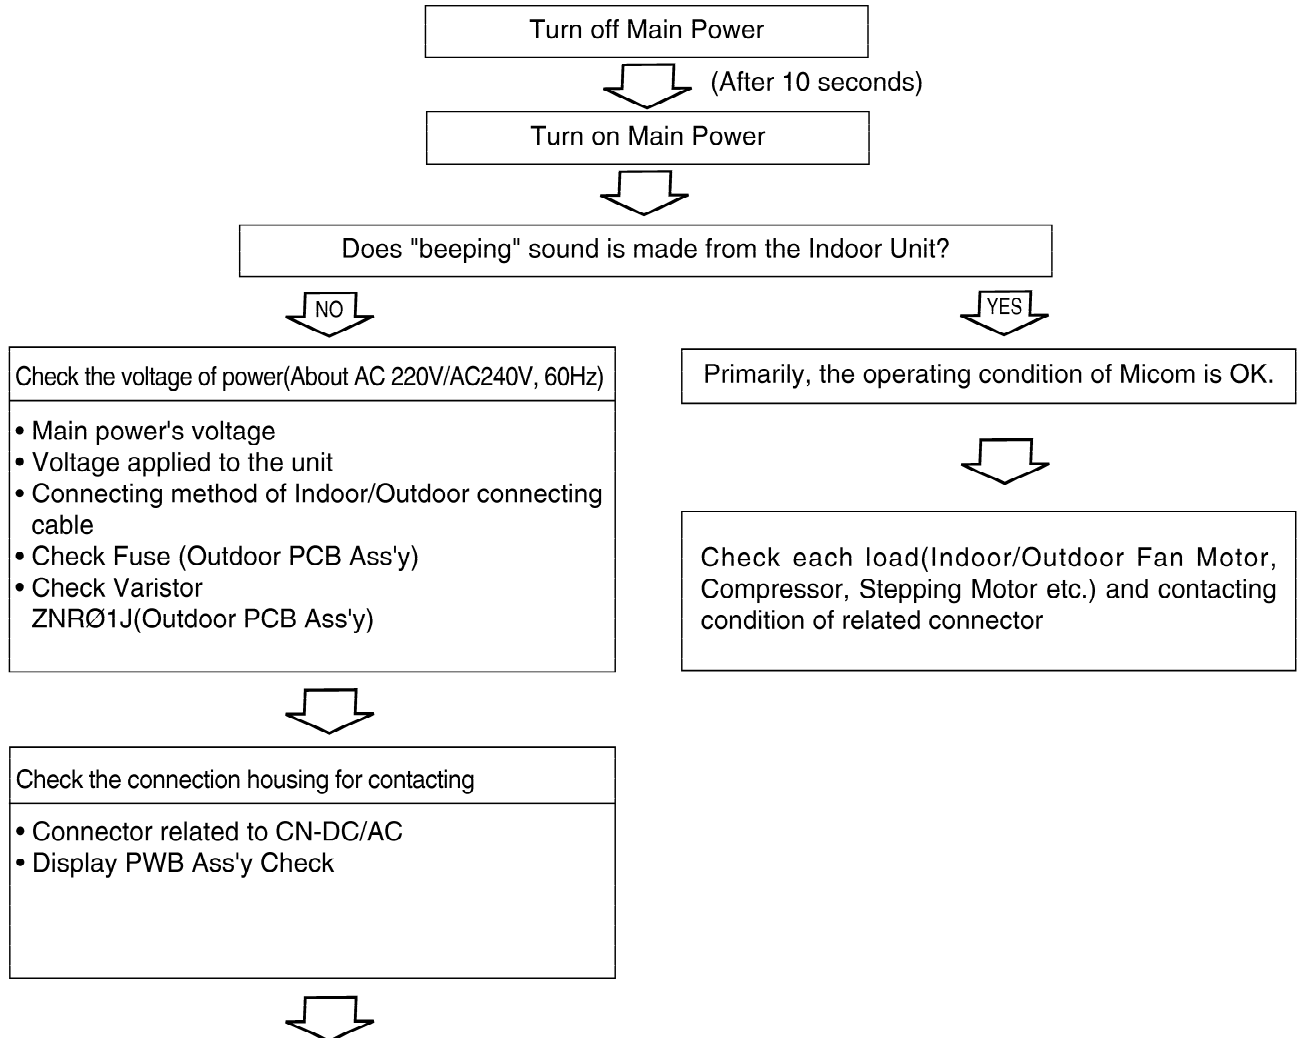 Turn off Main Power
(After 10 seconds)
Turn on Main Power
Does "beeping" sound is made from the Indoor Unit?
NO
Check the voltage of power(About AC 220V/AC240V, 60Hz)
• Main power's voltage
• Voltage applied to the unit
• Connecting method of Indoor/Outdoor connecting
cable
• Check Fuse (Outdoor PCB Ass'y)
• Check Varistor
ZNRØ1J(Outdoor PCB Ass'y)
Check the connection housing for contacting
• Connector related to CN-DC/AC
• Display PWB Ass'y Check
YES
Primarily, the operating condition of Micom is OK.
Check each load(Indoor/Outdoor Fan Motor,
Compressor, Stepping Motor etc.) and contacting
condition of related connector